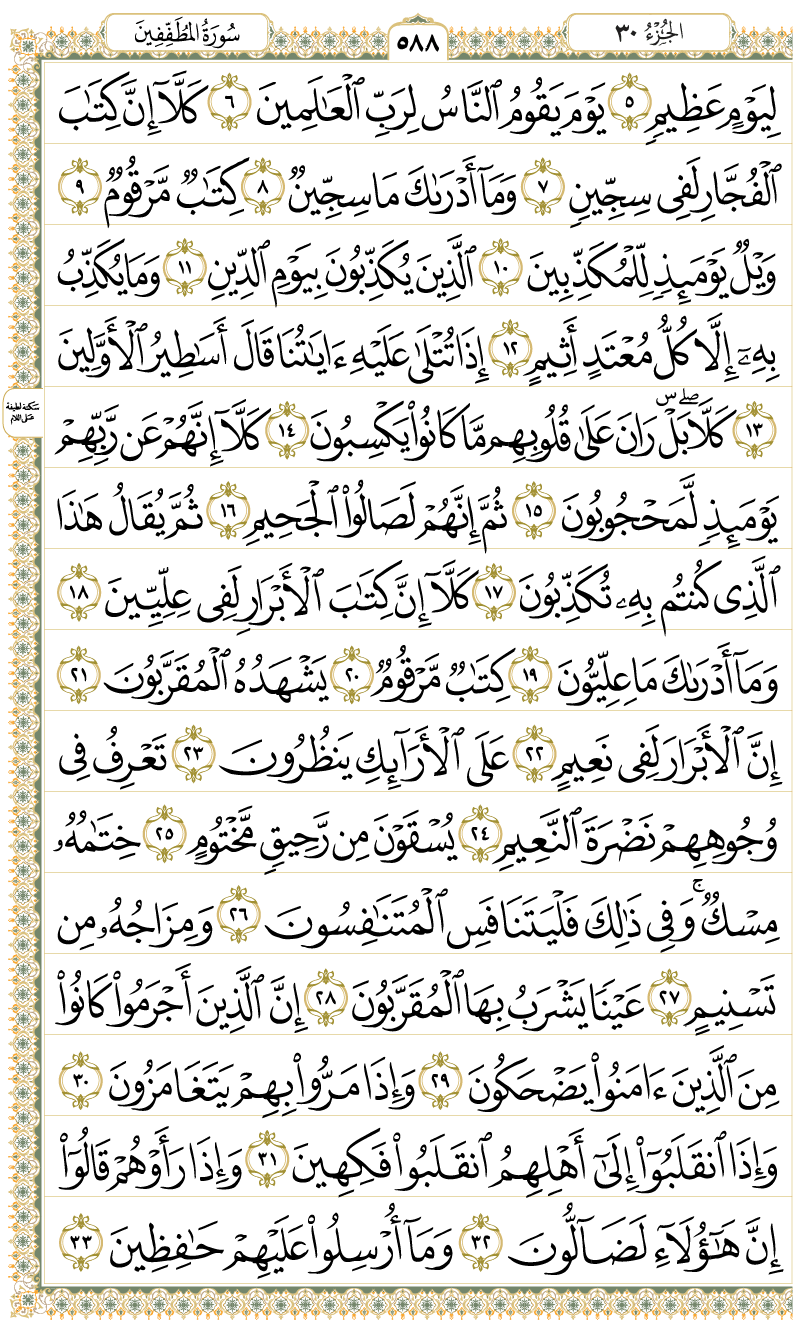 الجُزْءُ ٣٠
٥٨٨
سُورَةُ المُطَفِّفِينَ
لِيَوْمٍ عَظِيمٍ ٥ يَوْمَ يَقُومُ ٱلنَّاسُ لِرَبِّ ٱلْعَٰلَمِينَ ٦ كَلَّآ إِنَّ كِتَٰبَ
ٱلْفُجَّارِ لَفِى سِجِّينٍ ٧ وَمَآ أَدْرَىٰكَ مَا سِجِّينٌ ٨ كِتَٰبٌ مَّرْقُومٌ ٩
وَيْلٌ يَوْمَئِذٍ لِّلْمُكَذِّبِينَ ١٠ ٱلَّذِينَ يُكَذِّبُونَ بِيَوْمِ ٱلدِّينِ ١١ وَمَا يُكَذِّبُ
بِهِۦٓ إِلَّا كُلُّ مُعْتَدٍ أَثِيمٍ ١٢ إِذَا تُتْلَىٰ عَلَيْهِ ءَايَٰتُنَا قَالَ أَسَٰطِيرُ ٱلْأَوَّلِينَ
١٣ كَلَّا ۖ بَلْ ۜ رَانَ عَلَىٰ قُلُوبِهِم مَّا كَانُوا۟ يَكْسِبُونَ ١٤ كَلَّآ إِنَّهُمْ عَن رَّبِّهِمْ
يَوْمَئِذٍ لَّمَحْجُوبُونَ ١٥ ثُمَّ إِنَّهُمْ لَصَالُوا۟ ٱلْجَحِيمِ ١٦ ثُمَّ يُقَالُ هَٰذَا
ٱلَّذِى كُنتُم بِهِۦ تُكَذِّبُونَ ١٧ كَلَّآ إِنَّ كِتَٰبَ ٱلْأَبْرَارِ لَفِى عِلِّيِّينَ ١٨
وَمَآ أَدْرَىٰكَ مَا عِلِّيُّونَ ١٩ كِتَٰبٌ مَّرْقُومٌ ٢٠ يَشْهَدُهُ ٱلْمُقَرَّبُونَ ٢١
إِنَّ ٱلْأَبْرَارَ لَفِى نَعِيمٍ ٢٢ عَلَى ٱلْأَرَآئِكِ يَنظُرُونَ ٢٣ تَعْرِفُ فِى
وُجُوهِهِمْ نَضْرَةَ ٱلنَّعِيمِ ٢٤ يُسْقَوْنَ مِن رَّحِيقٍ مَّخْتُومٍ ٢٥ خِتَٰمُهُۥ
مِسْكٌ ۚ وَفِى ذَٰلِكَ فَلْيَتَنَافَسِ ٱلْمُتَنَٰفِسُونَ ٢٦ وَمِزَاجُهُۥ مِن
تَسْنِيمٍ ٢٧ عَيْنًا يَشْرَبُ بِهَا ٱلْمُقَرَّبُونَ ٢٨ إِنَّ ٱلَّذِينَ أَجْرَمُوا۟ كَانُوا۟
مِنَ ٱلَّذِينَ ءَامَنُوا۟ يَضْحَكُونَ ٢٩ وَإِذَا مَرُّوا۟ بِهِمْ يَتَغَامَزُونَ ٣٠
وَإِذَا ٱنقَلَبُوٓا۟ إِلَىٰٓ أَهْلِهِمُ ٱنقَلَبُوا۟ فَكِهِينَ ٣١ وَإِذَا رَأَوْهُمْ قَالُوٓا۟
إِنَّ هَٰٓؤُلَآءِ لَضَآلُّونَ ٣٢ وَمَآ أُرْسِلُوا۟ عَلَيْهِمْ حَٰفِظِينَ ٣٣
سكتة لطيفة
على اللام